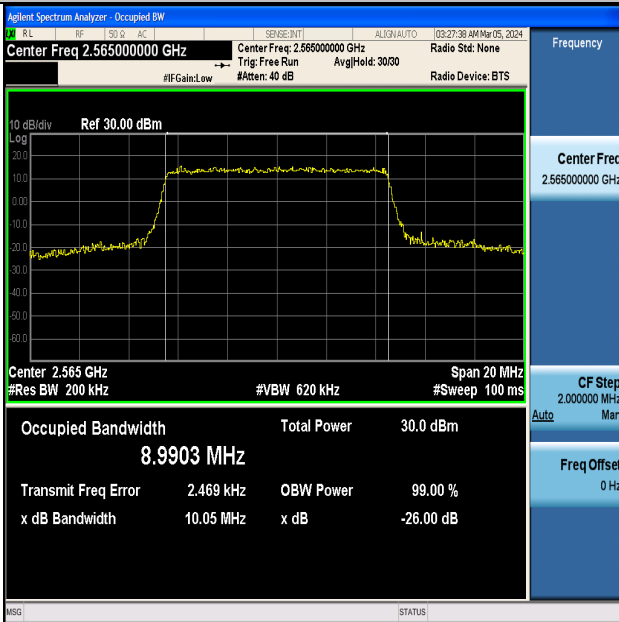 Agilent Spectrum Analyzer - Occupied BW
LXI RL RF 50 Ω AC SENSE:INT ALIGN AUTO 03:27:38 AM Mar 05, 2024
Center Freq 2.565000000 GHz Center Freq: 2.565000000 GHz Radio Std: None
Trig: Free Run Avg|Hold: 30/30
#IFGain:Low #Atten: 40 dB Radio Device: BTS
10 dB/div Ref 30.00 dBm
Log
20.0
10.0
0.00
-10.0
-20.0
-30.0
-40.0
-50.0
-60.0
Center 2.565 GHz Span 20 MHz
#Res BW 200 kHz #VBW 620 kHz #Sweep 100 ms
Occupied Bandwidth Total Power 30.0 dBm
8.9903 MHz
Transmit Freq Error 2.469 kHz OBW Power 99.00 %
x dB Bandwidth 10.05 MHz x dB -26.00 dB
Frequency
Center Freq
2.565000000 GHz
CF Step
2.000000 MHz
Auto Man
Freq Offset
0 Hz
MSG STATUS